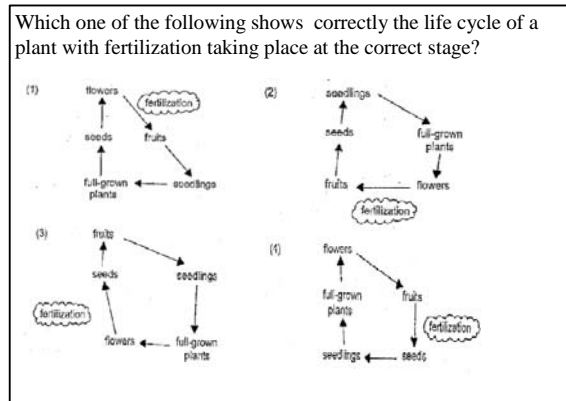 Which one of the following shows correctly the life cycle of a
plant with fertilization taking place at the correct stage?
(1)
flowers
fertilization
seeds
fruits
full-grown
plants
seedlings
(2)
seedlings
seeds
full-grown
plants
fruits
flowers
fertilization
(3)
fruits
seeds
seedlings
fertilization
flowers
full-grown
plants
(4)
flowers
full-grown
plants
fruits
fertilization
seedlings
seeds